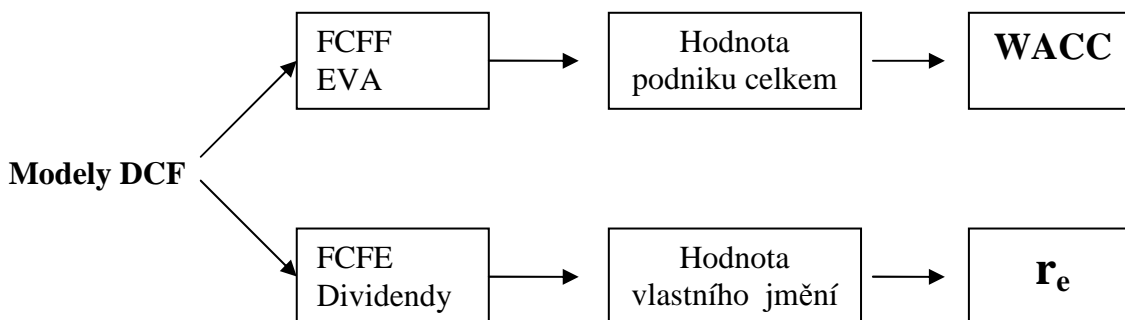 FCFF
EVA
Hodnota
podniku celkem
WACC
Modely DCF
FCFE
Dividendy
Hodnota
vlastního jmění
re